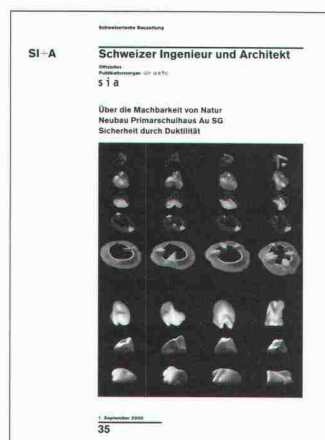 Schweizerische Bauzeitung
SI+A
Schweizer Ingenieur und Architekt
Offizielles
Publikationsorgan
sia
Über die Machbarkeit von Natur
Neubau Primarschulhaus Au SG
Sicherheit durch Duktilität
1. September 2000
35